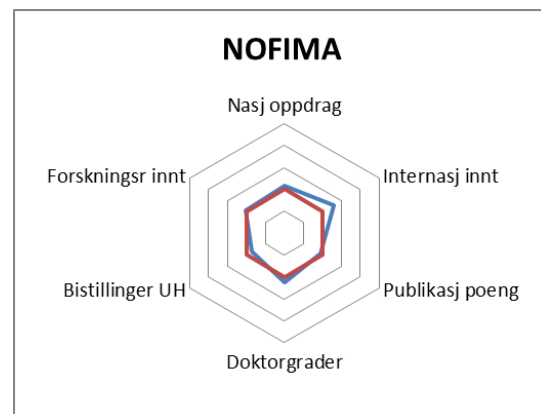 NOFIMA
Nasj oppdrag
Forskningsr innt
Internasj innt
Bistillinger UH
Publikasj poeng
Doktorgrader